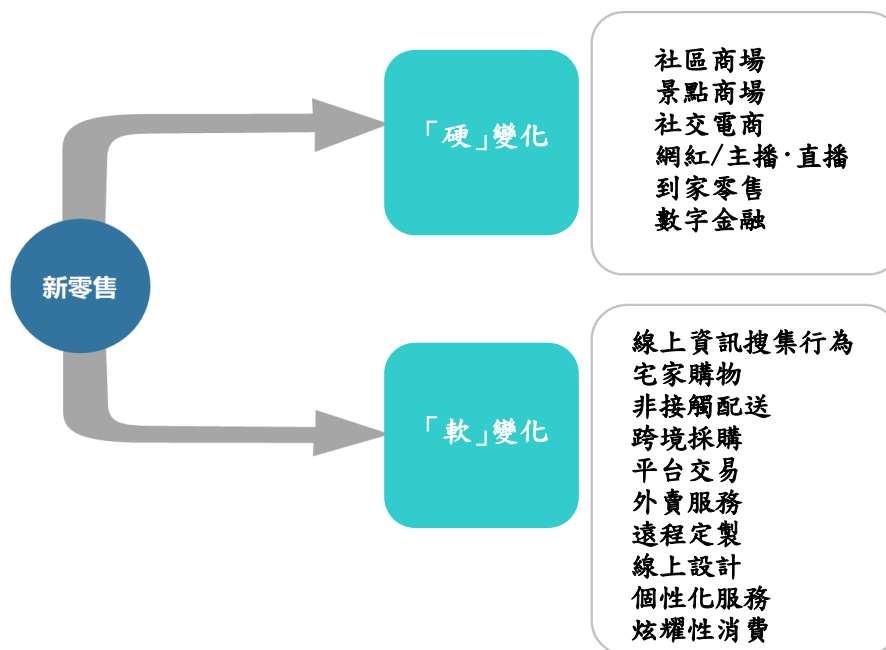 新零售
「硬」變化
社區商場
景點商場
社交電商
網紅/主播·直播
到家零售
數字金融
「軟」變化
線上資訊搜集行為
宅家購物
非接觸配送
跨境採購
平台交易
外賣服務
遠程定製
線上設計
個性化服務
炫耀性消費